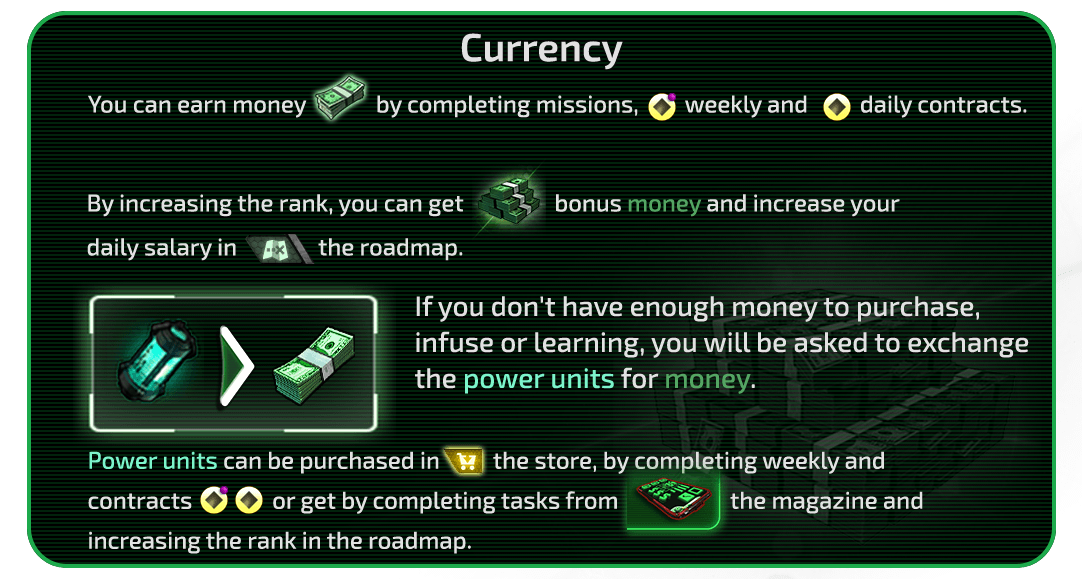 Currency
You can earn money by completing missions, weekly and daily contracts.
By increasing the rank, you can get bonus money and increase your
daily salary in the roadmap.
If you don't have enough money to purchase,
infuse or learning, you will be asked to exchange
the power units for money.
Power units can be purchased in the store, by completing weekly and
contracts or get by completing tasks from the magazine and
increasing the rank in the roadmap.